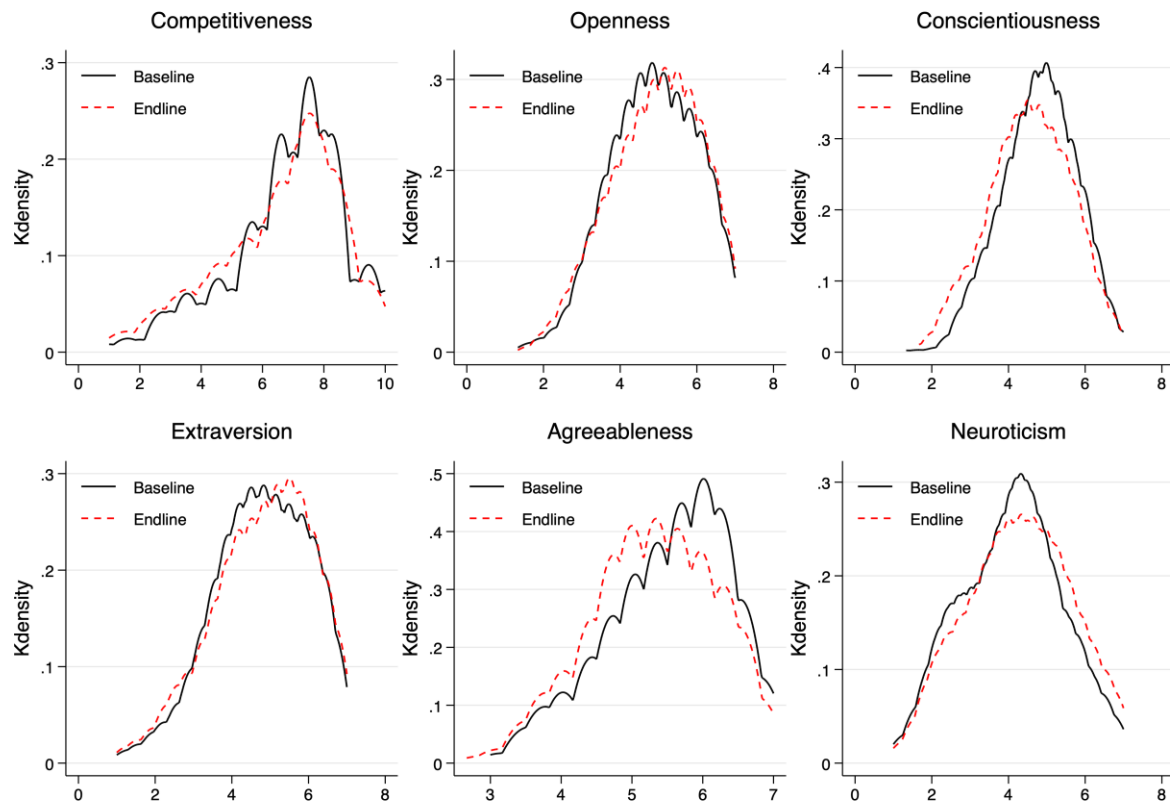 Competitiveness
Baseline
Endline
Kdensity
.3
.2
.1
0
0 2 4 6 8 10
Openness
Baseline
Endline
Kdensity
.3
.2
.1
0
0 2 4 6 8
Conscientiousness
Baseline
Endline
Kdensity
.4
.3
.2
.1
0
0 2 4 6 8
Extraversion
Baseline
Endline
Kdensity
.3
.2
.1
0
0 2 4 6 8
Agreeableness
Baseline
Endline
Kdensity
.5
.4
.3
.2
.1
0
3 4 5 6 7
Neuroticism
Baseline
Endline
Kdensity
.3
.2
.1
0
0 2 4 6 8